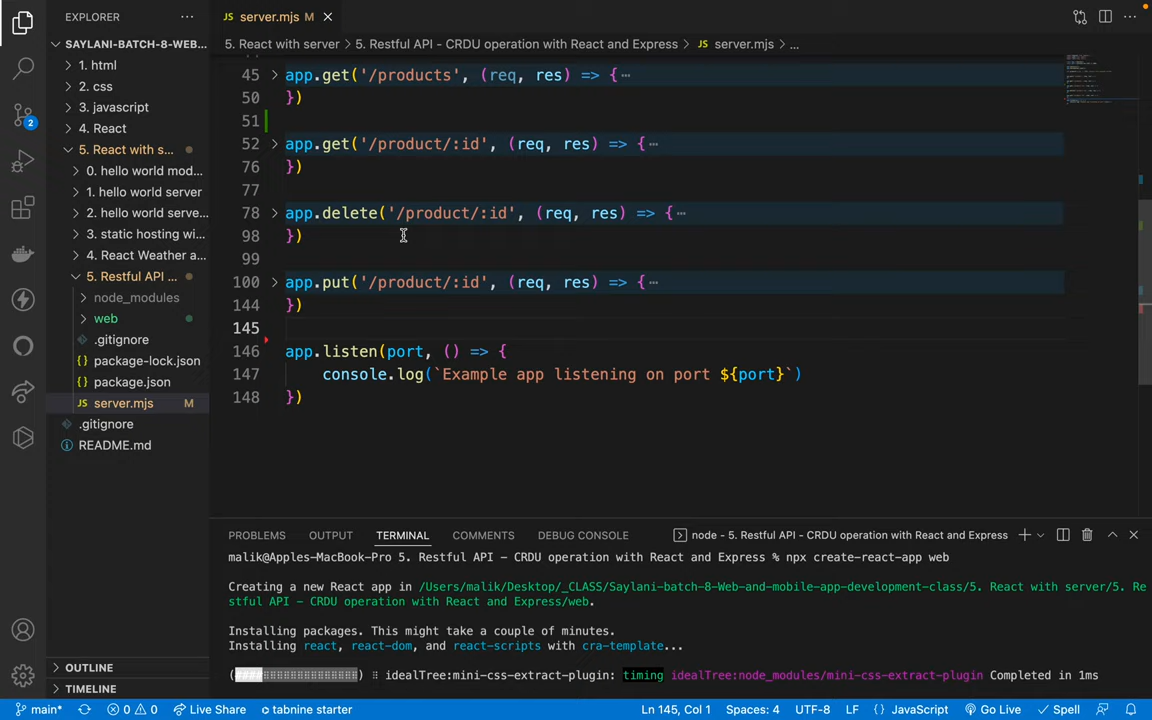 EXPLORER ···
SAYLANI-BATCH-8-WEB...
1. html
2. css
3. javascript
4. React
5. React with s...
0. hello world mod...
1. hello world server
2. hello world serve...
3. static hosting wi...
4. React Weather a...
5. Restful API ...
node_modules
web
.gitignore
package-lock.json
package.json
server.mjs M
.gitignore
README.md
OUTLINE
TIMELINE
2
server.mjs M
5. React with server > 5. Restful API - CRDU operation with React and Express > server.mjs > ...
45 app.get('/products', (req, res) => {···
50 })
51
52 app.get('/product/:id', (req, res) => {···
76 })
77
78 app.delete('/product/:id', (req, res) => {···
98 })
99
100 app.put('/product/:id', (req, res) => {···
144 })
145
146 app.listen(port, () => {
147 console.log(`Example app listening on port ${port}`)
148 })
PROBLEMS OUTPUT TERMINAL COMMENTS DEBUG CONSOLE node - 5. Restful API - CRDU operation with React and Express
malik@Apples-MacBook-Pro 5. Restful API - CRDU operation with React and Express % npx create-react-app web
Creating a new React app in /Users/malik/Desktop/_CLASS/Saylani-batch-8-Web-and-mobile-app-development-class/5. React with server/5. Re
stful API - CRDU operation with React and Express/web.
Installing packages. This might take a couple of minutes.
Installing react, react-dom, and react-scripts with cra-template...
idealTree:mini-css-extract-plugin: timing idealTree:node_modules/mini-css-extract-plugin Completed in 1ms
main* 0 0 Live Share tabnine starter Ln 145, Col 1 Spaces: 4 UTF-8 LF {} JavaScript Go Live Spell